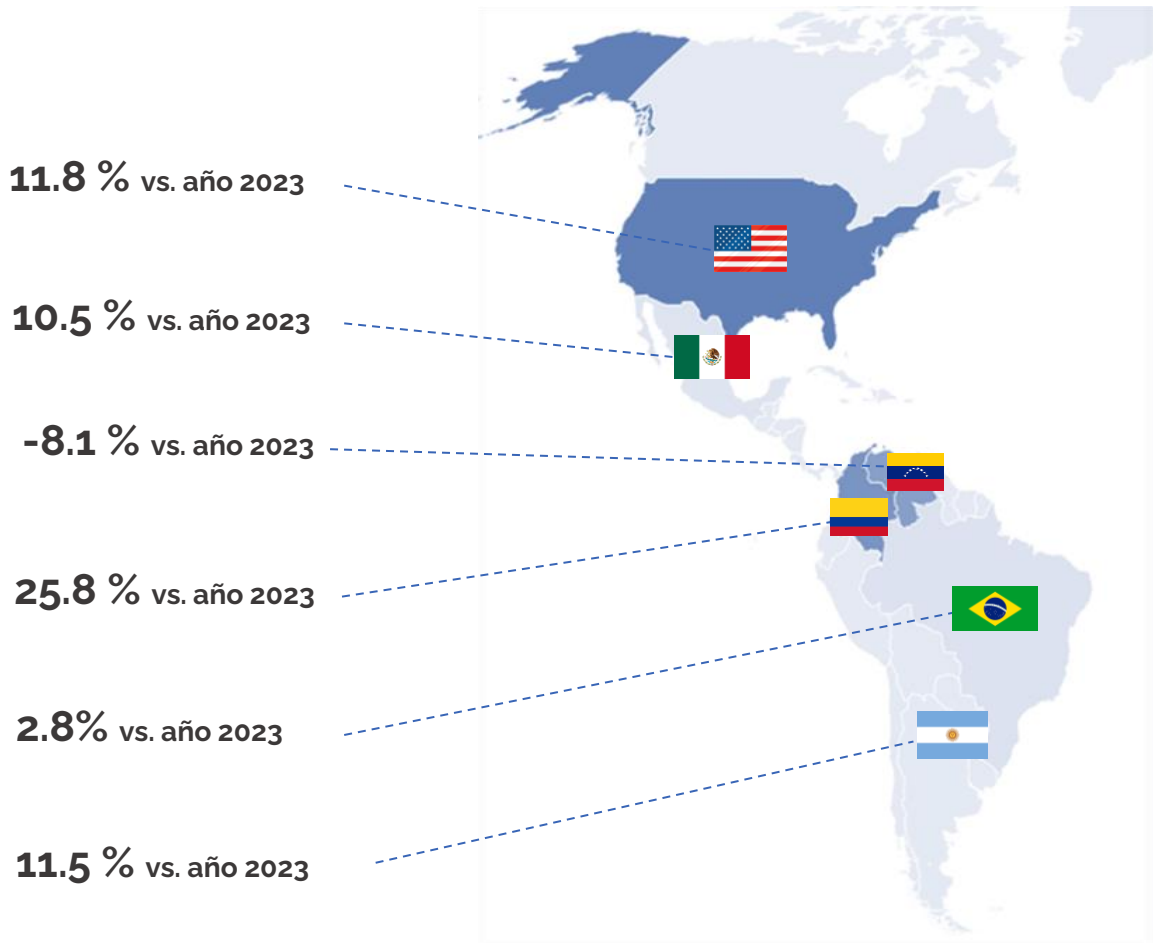 11.8 % vs. año 2023
10.5 % vs. año 2023
-8.1 % vs. año 2023
25.8 % vs. año 2023
2.8% vs. año 2023
11.5 % vs. año 2023